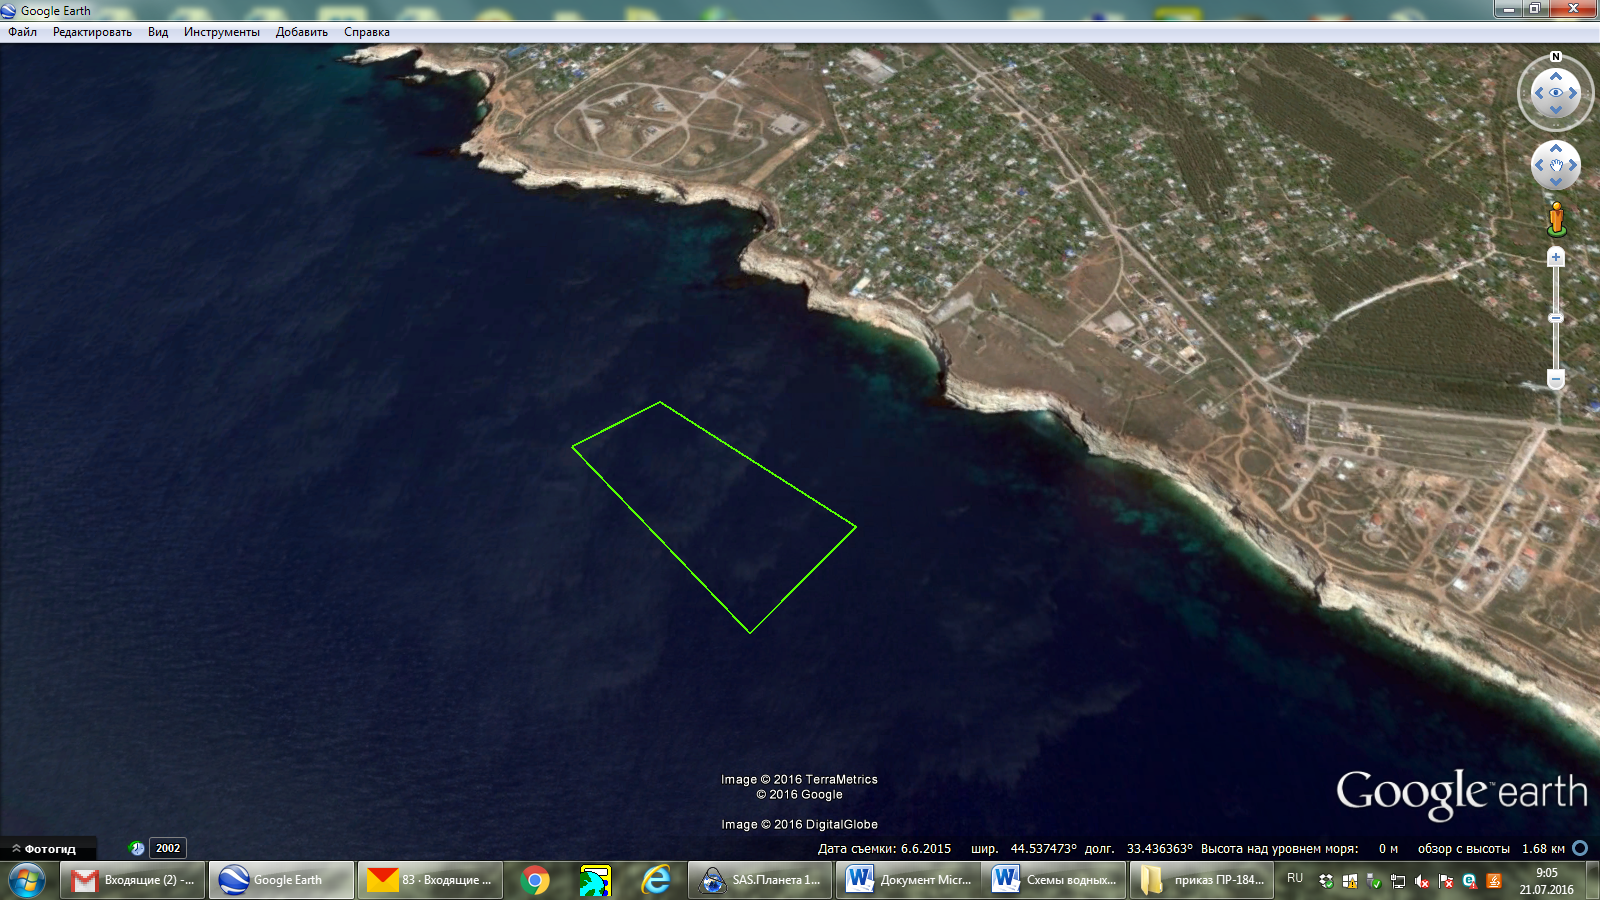 Google Earth
Файл Редактировать Вид Инструменты Добавить Справка
N
Image © 2016 TerraMetrics
© 2016 Google
Image © 2016 DigitalGlobe
Google™ earth
Фотогид 2002 Дата съемки: 6.6.2015 шир. 44.537473° долг. 33.436363° Высота над уровнем моря: 0 м обзор с высоты 1.68 км
Входящие (2) -... Google Earth 83 · Входящие ... SAS.Планета 1... Документ Micr... Схемы водных... приказ ПР-184... RU 9:05
21.07.2016